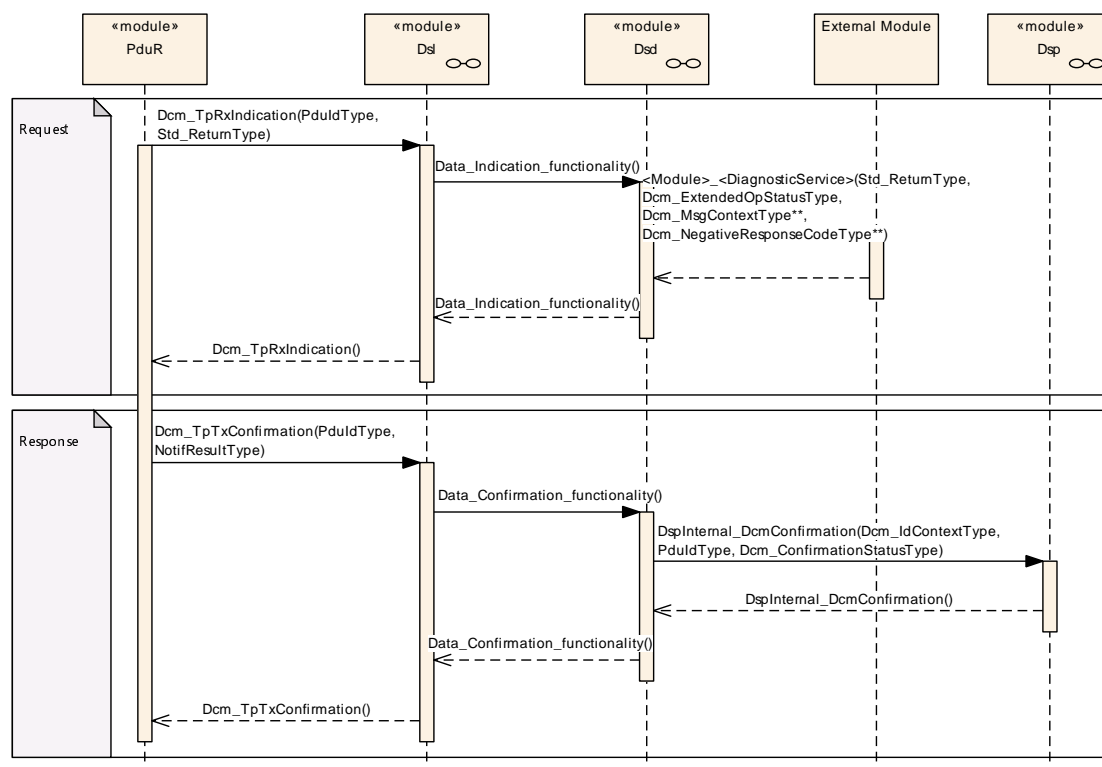 «module»
PduR
«module»
Dsl
«module»
Dsd
External Module
«module»
Dsp
Request
Dcm_TpRxIndication(PduIdType,
Std_ReturnType)
Data_Indication_functionality()
<Module>_<DiagnosticService>(Std_ReturnType,
Dcm_ExtendedOpStatusType,
Dcm_MsgContextType**,
Dcm_NegativeResponseCodeType**)
Data_Indication_functionality()
Dcm_TpRxIndication()
Response
Dcm_TpTxConfirmation(PduIdType,
NotifResultType)
Data_Confirmation_functionality()
DspInternal_DcmConfirmation(Dcm_IdContextType,
PduIdType, Dcm_ConfirmationStatusType)
DspInternal_DcmConfirmation()
Data_Confirmation_functionality()
Dcm_TpTxConfirmation()